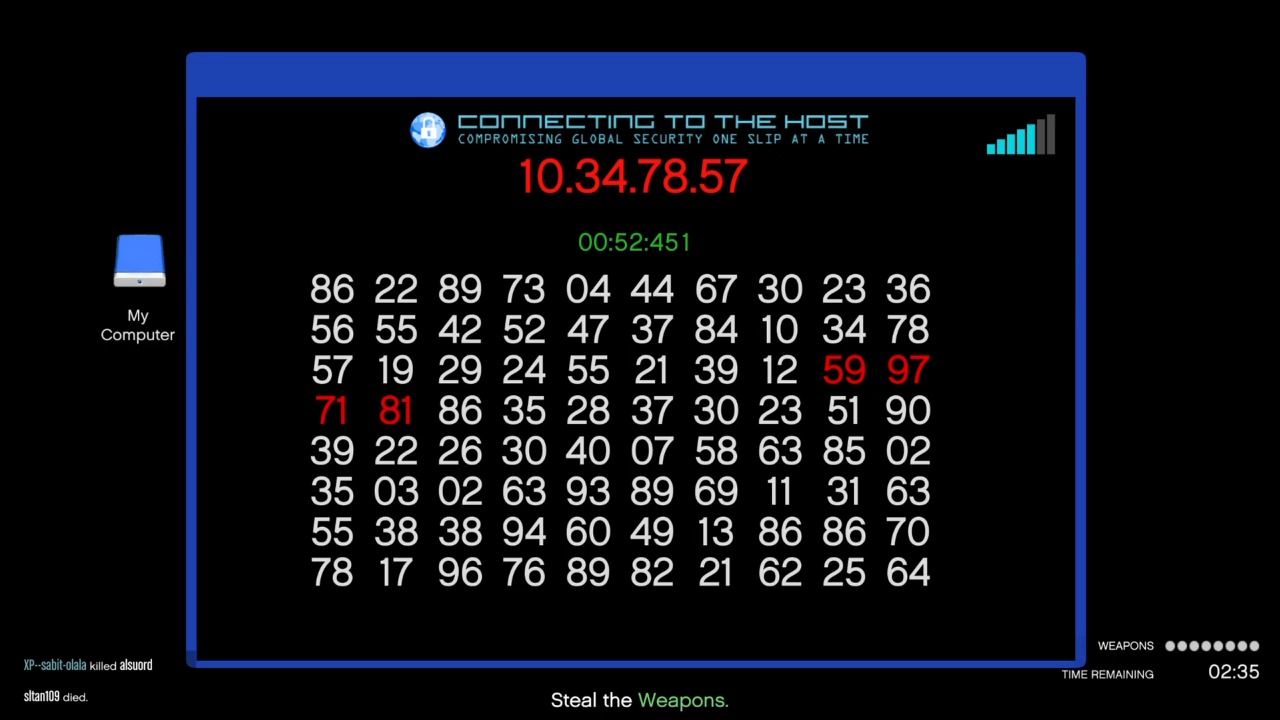 CONNECTING TO THE HOST
COMPROMISING GLOBAL SECURITY ONE SLIP AT A TIME
10.34.78.57
00:52:451
86 22 89 73 04 44 67 30 23 36
56 55 42 52 47 37 84 10 34 78
57 19 29 24 55 21 39 12 59 97
71 81 86 35 28 37 30 23 51 90
39 22 26 30 40 07 58 63 85 02
35 03 02 63 93 89 69 11 31 63
55 38 38 94 60 49 13 86 86 70
78 17 96 76 89 82 21 62 25 64
My
Computer
XP--sabit-olala killed alsuord
sltan109 died.
WEAPONS
TIME REMAINING 02:35
Steal the Weapons.